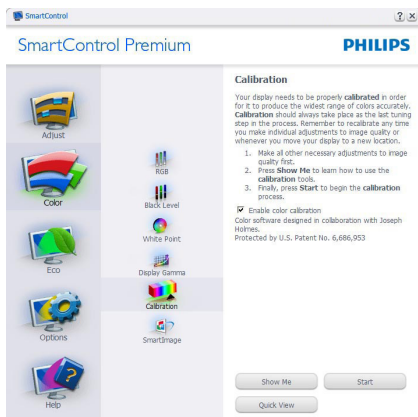 SmartControl
SmartControl Premium
PHILIPS
Adjust
Color
Eco
Options
Help
RGB
Black Level
White Point
Display Gamma
Calibration
SmartImage
Calibration
Your display needs to be properly calibrated in order
for it to produce the widest range of colors accurately.
Calibration should always take place as the last tuning
step in the process. Remember to recalibrate any time
you make individual adjustments to image quality or
whenever you move your display to a new location.
1. Make all other necessary adjustments to image
quality first.
2. Press Show Me to learn how to use the
calibration tools.
3. Finally, press Start to begin the calibration
process.
Enable color calibration
Color software designed in collaboration with Joseph
Holmes.
Protected by U.S. Patent No. 6,686,953
Show Me
Start
Quick View